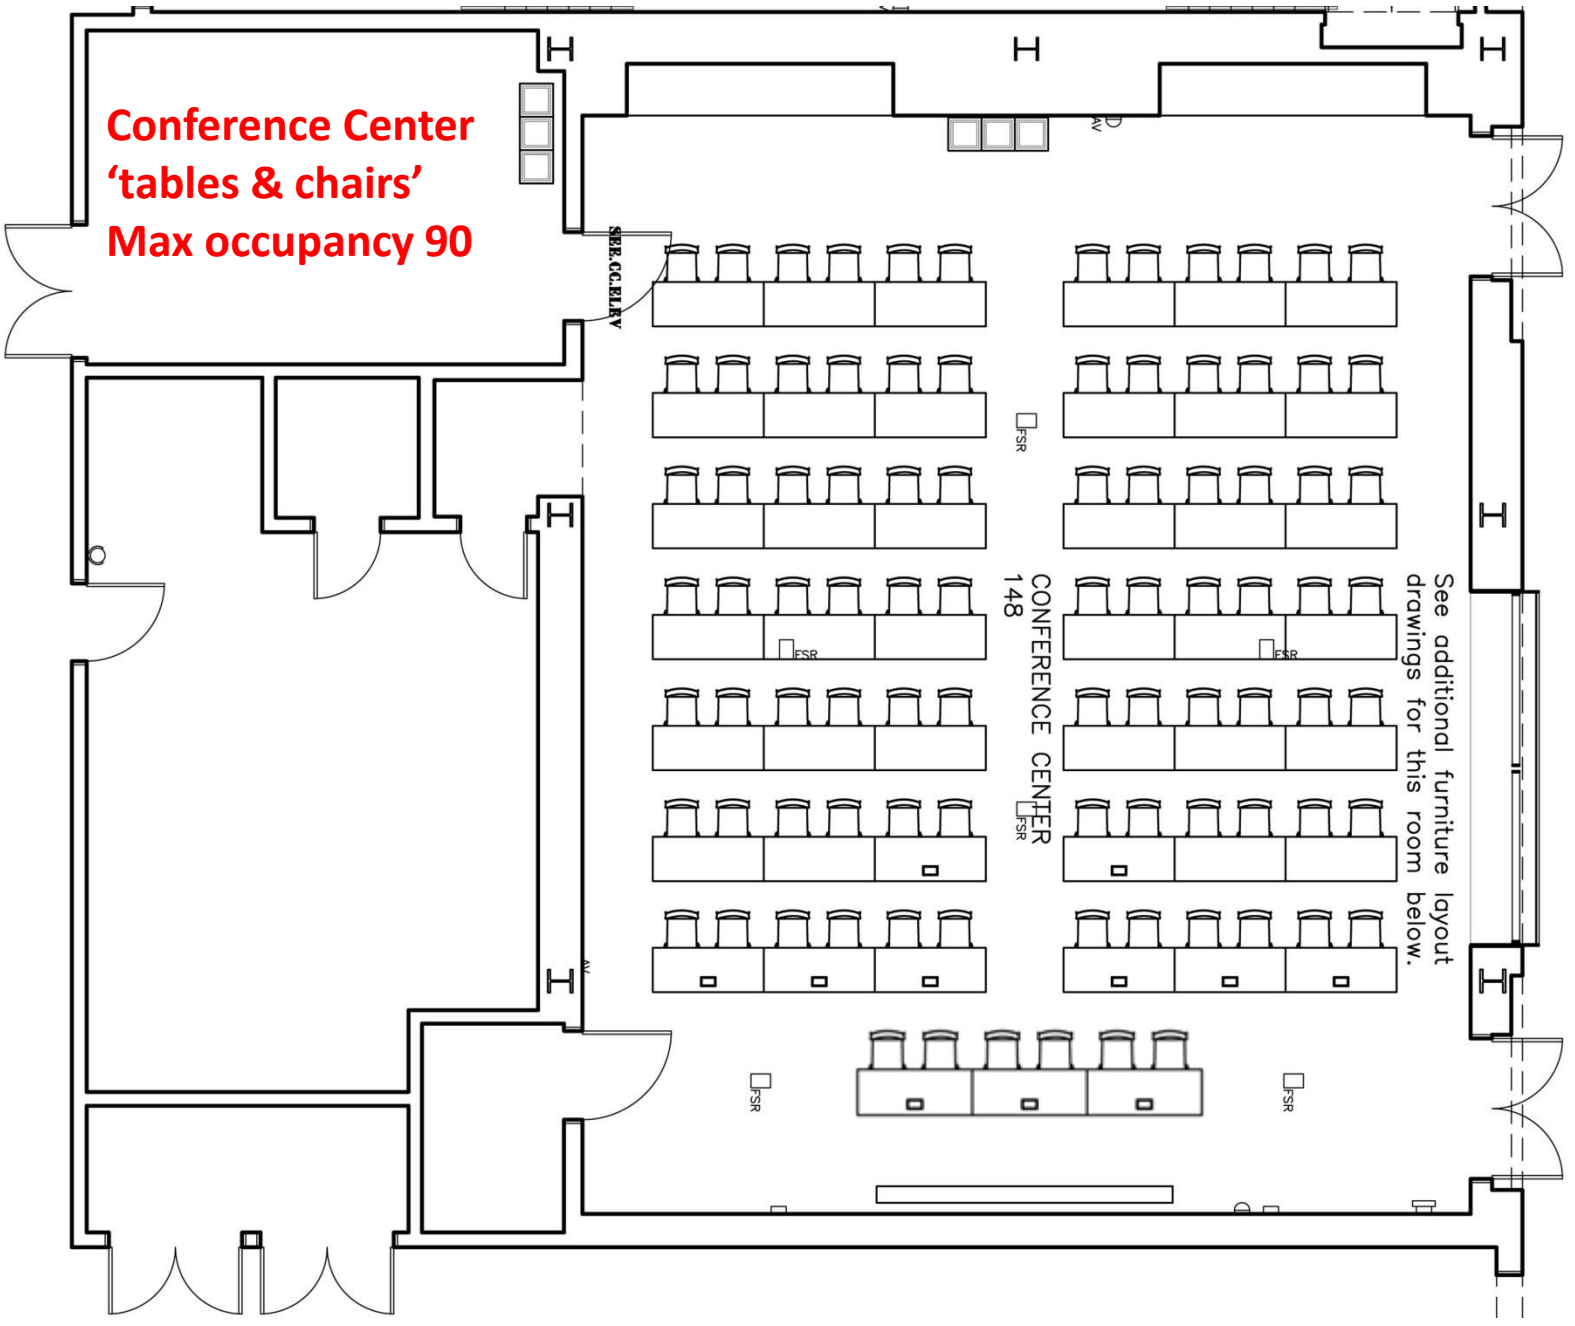 Conference Center
‘tables & chairs’
Max occupancy 90
SEE.CC.ELEV
AV
FSR
FSR
FSR
CONFERENCE CENTER
148
See additional furniture layout
drawings for this room below.
FSR
AV
FSR
FSR